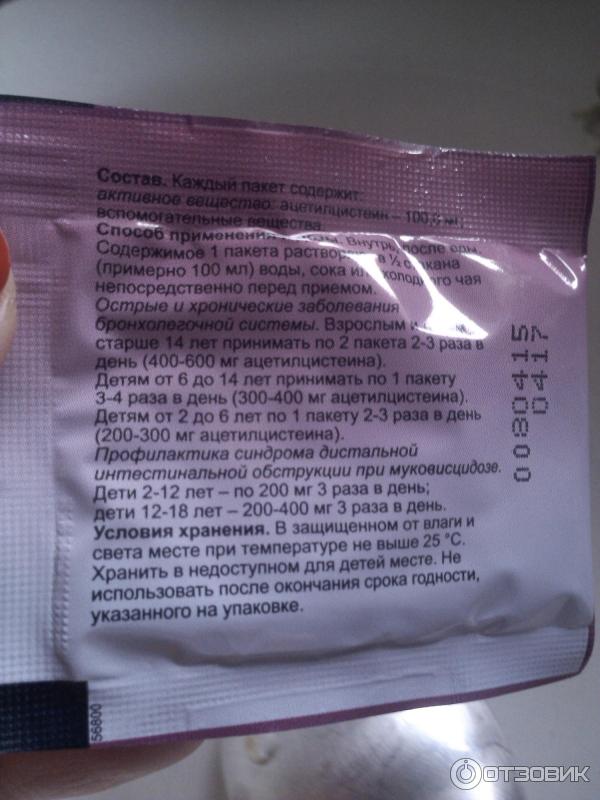 Состав. Каждый пакет содержит:
активное вещество: ацетилцистеин – 100,0 мг;
вспомогательные вещества.
Способ применения Внутрь, после еды.
Содержимое 1 пакета в ½ стакана
(примерно 100 мл) воды, сока или холодного чая
непосредственно перед приемом.
Острые и хронические заболевания
бронхолегочной системы. Взрослым и
старше 14 лет принимать по 2 пакета 2-3 раза в
день (400-600 мг ацетилцистеина).
Детям от 6 до 14 лет принимать по 1 пакету
3-4 раза в день (300-400 мг ацетилцистеина).
Детям от 2 до 6 лет по 1 пакету 2-3 раза в день
(200-300 мг ацетилцистеина).
Профилактика синдрома дистальной
интестинальной обструкции при муковисцидозе.
Дети 2-12 лет – по 200 мг 3 раза в день;
дети 12-18 лет – 200-400 мг 3 раза в день.
Условия хранения. В защищенном от влаги и
света месте при температуре не выше 25 °С.
Хранить в недоступном для детей месте. Не
использовать после окончания срока годности,
указанного на упаковке.
0080415
0417
56800
ОТЗОВИК